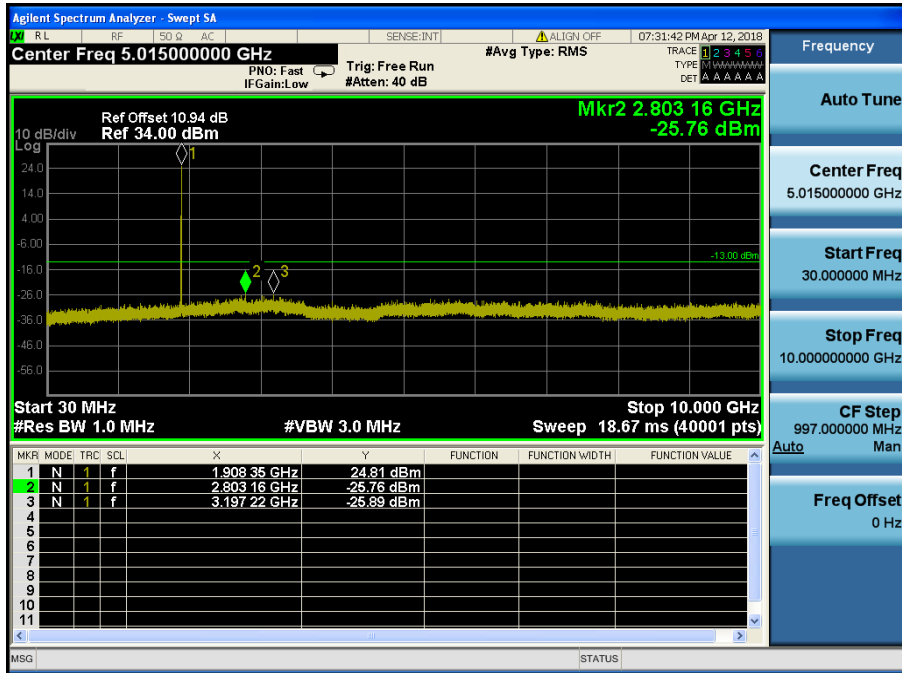 Agilent Spectrum Analyzer - Swept SA
LXI RL RF 50 Ω AC SENSE:INT ALIGN OFF 07:31:42 PM Apr 12, 2018
Center Freq 5.015000000 GHz #Avg Type: RMS TRACE 1 2 3 4 5 6
PNO: Fast Trig: Free Run TYPE M WWWWW
IFGain:Low #Atten: 40 dB DET A A A A A A
Frequency
Auto Tune
Center Freq
5.015000000 GHz
Start Freq
30.000000 MHz
Stop Freq
10.000000000 GHz
CF Step
997.000000 MHz
Auto Man
Freq Offset
0 Hz
Mkr2 2.803 16 GHz
-25.76 dBm
Ref Offset 10.94 dB
10 dB/div Ref 34.00 dBm
Log
1
24.0
14.0
4.00
-6.00
-13.00 dBm
-16.0
2 3
-26.0
-36.0
-46.0
-56.0
Start 30 MHz Stop 10.000 GHz
#Res BW 1.0 MHz #VBW 3.0 MHz Sweep 18.67 ms (40001 pts)
MKR MODE TRC SCL X Y FUNCTION FUNCTION WIDTH FUNCTION VALUE
1 N 1 f 1.908 35 GHz 24.81 dBm
2 N 1 f 2.803 16 GHz -25.76 dBm
3 N 1 f 3.197 22 GHz -25.89 dBm
4
5
6
7
8
9
10
11
MSG STATUS